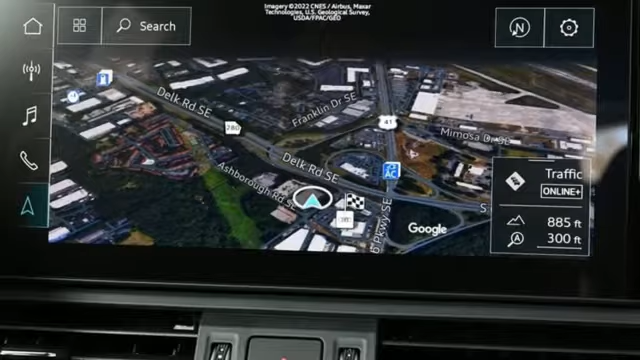 Imagery ©2022 CNES / Airbus, Maxar
Technologies, U.S. Geological Survey,
USDA/FPAC/GEO
Search
N
Delk Rd SE
Franklin Dr SE
280
41
Mimosa Dr SE
Delk Rd SE
Ashborough Rd SE
AC
Traffic
ONLINE+
S
Pkwy SE
Google
885 ft
300 ft
A